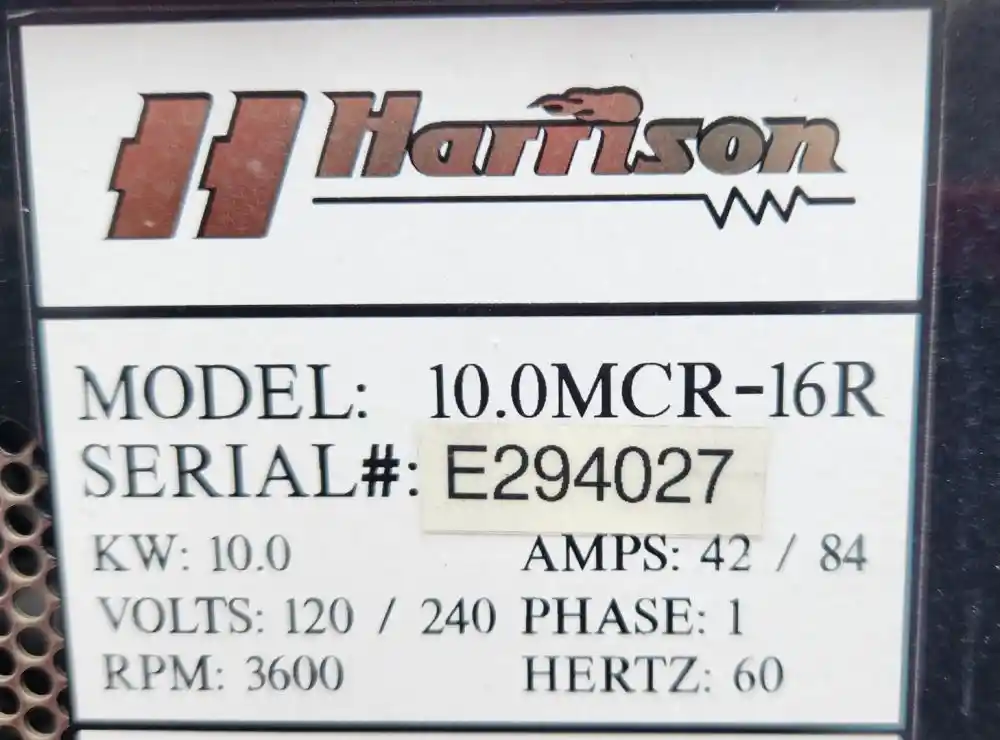 Harrison
MODEL: 10.0MCR-16R
SERIAL#: E294027
KW: 10.0 AMPS: 42 / 84
VOLTS: 120 / 240 PHASE: 1
RPM: 3600 HERTZ: 60